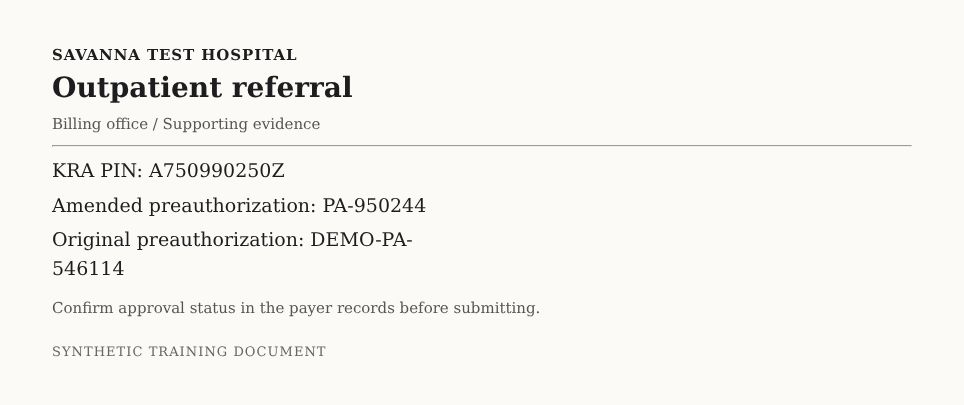 SAVANNA TEST HOSPITAL
Outpatient referral
Billing office / Supporting evidence
KRA PIN: A750990250Z
Amended preauthorization: PA-950244
Original preauthorization: DEMO-PA-
546114
Confirm approval status in the payer records before submitting.
SYNTHETIC TRAINING DOCUMENT